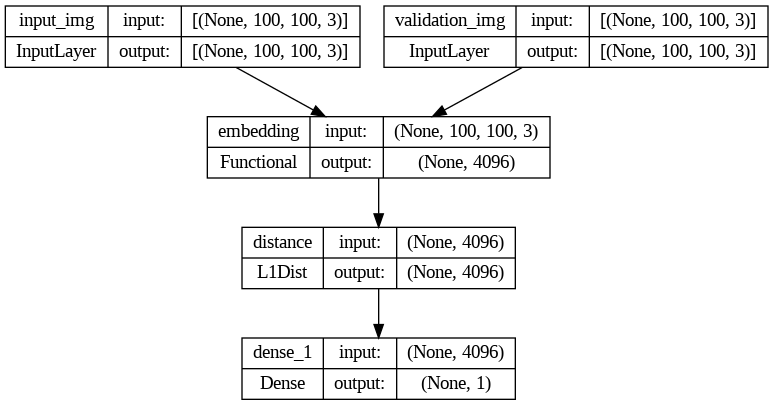 input_img input: [(None, 100, 100, 3)]
InputLayer output: [(None, 100, 100, 3)]
validation_img input: [(None, 100, 100, 3)]
InputLayer output: [(None, 100, 100, 3)]
embedding input: (None, 100, 100, 3)
Functional output: (None, 4096)
distance input: (None, 4096)
L1Dist output: (None, 4096)
dense_1 input: (None, 4096)
Dense output: (None, 1)